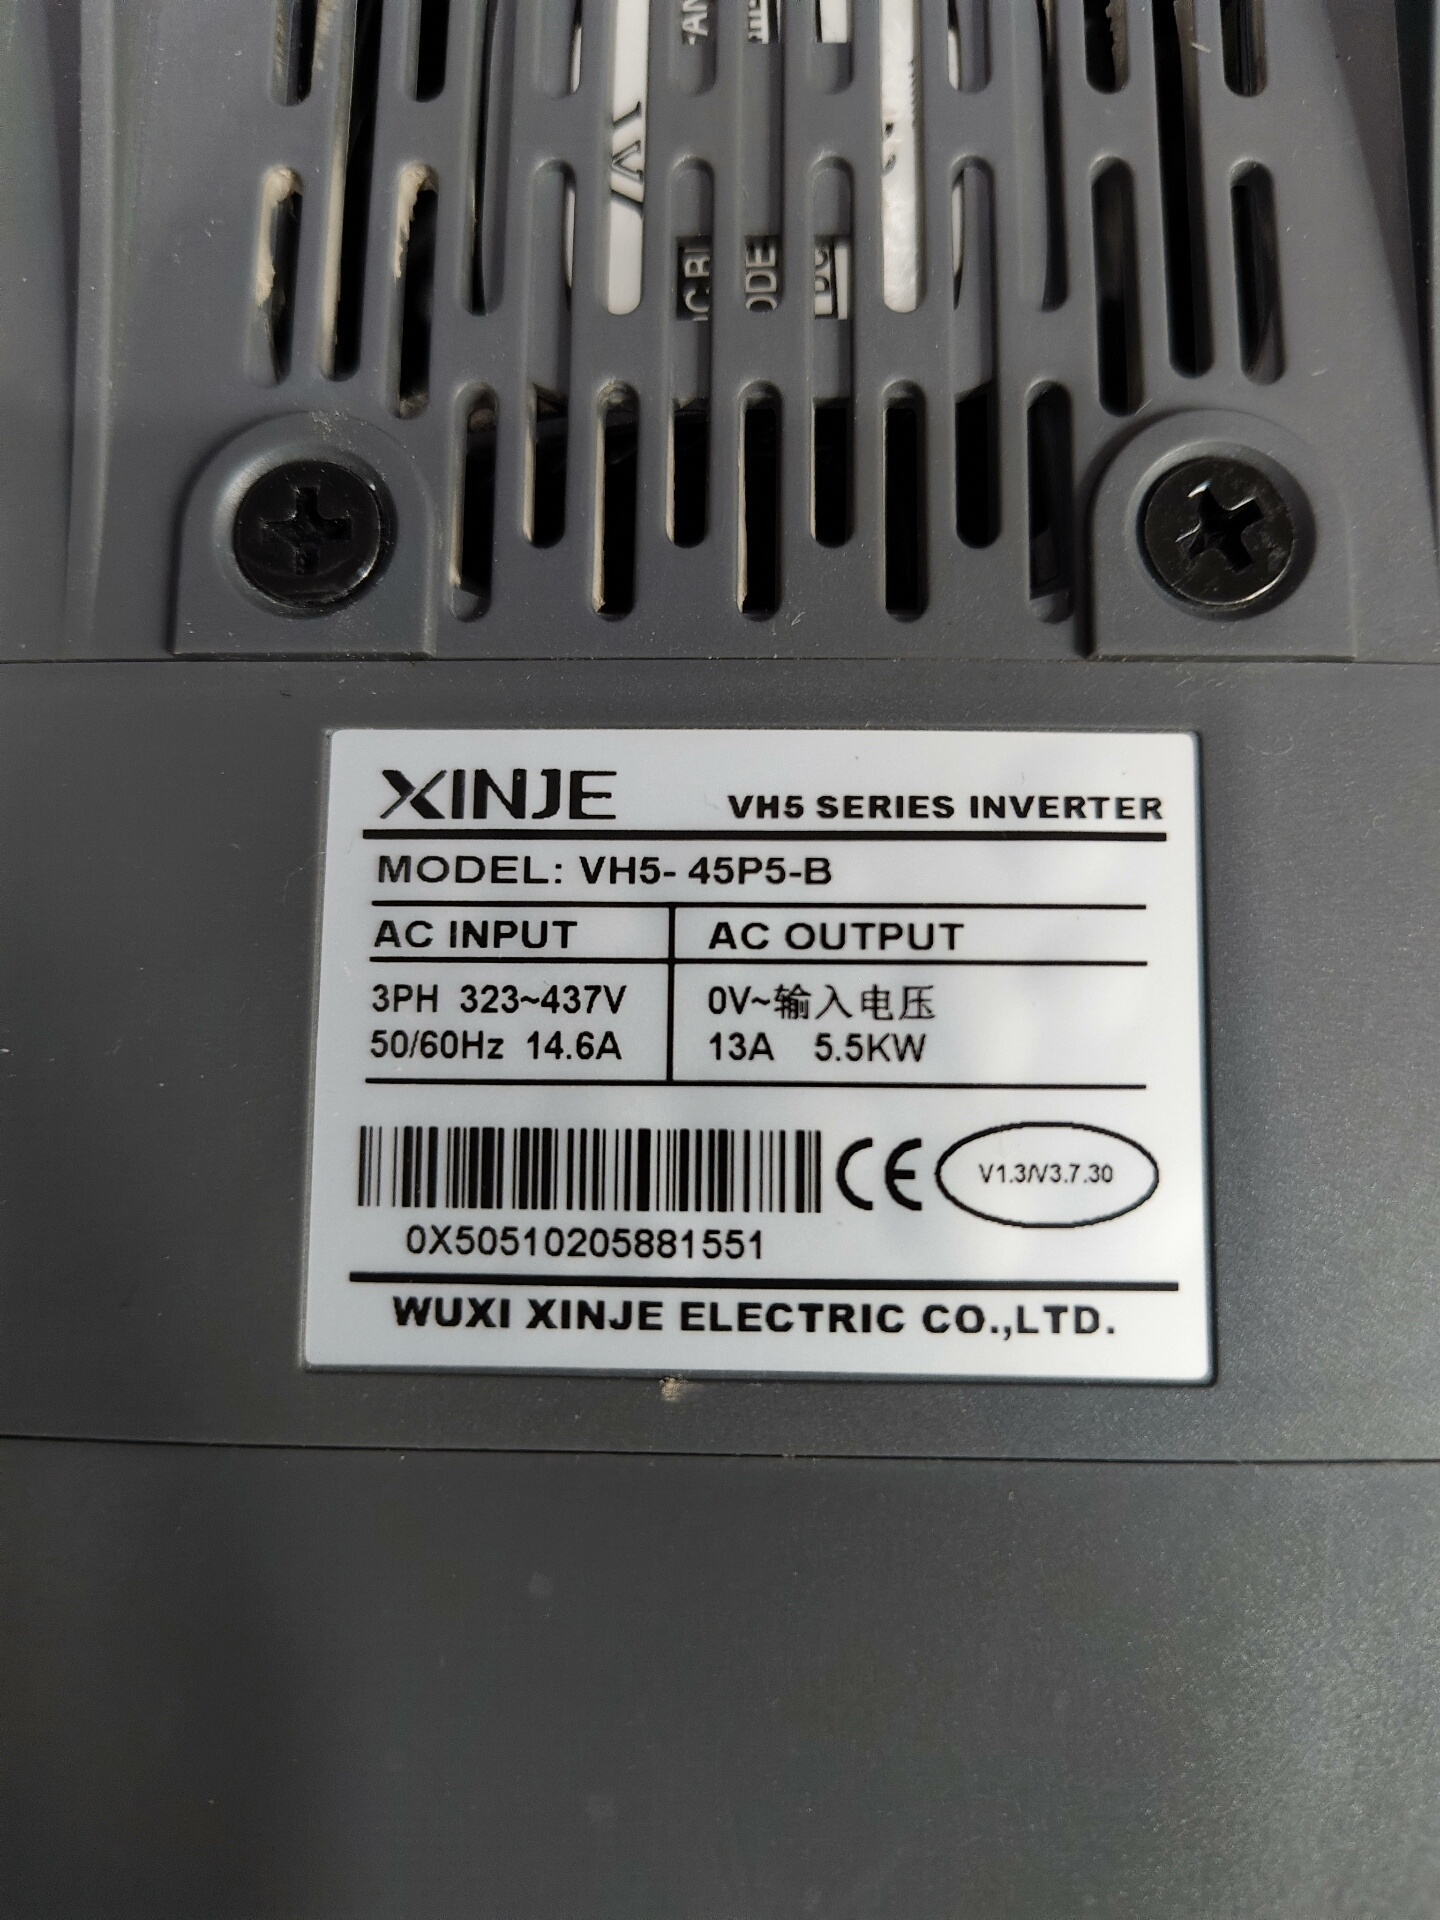 XINJE VH5 SERIES INVERTER
MODEL: VH5- 45P5-B
AC INPUT AC OUTPUT
3PH 323~437V 0V~输入电压
50/60Hz 14.6A 13A 5.5KW
CE V1.3/V3.7.30
0X50510205881551
WUXI XINJE ELECTRIC CO.,LTD.